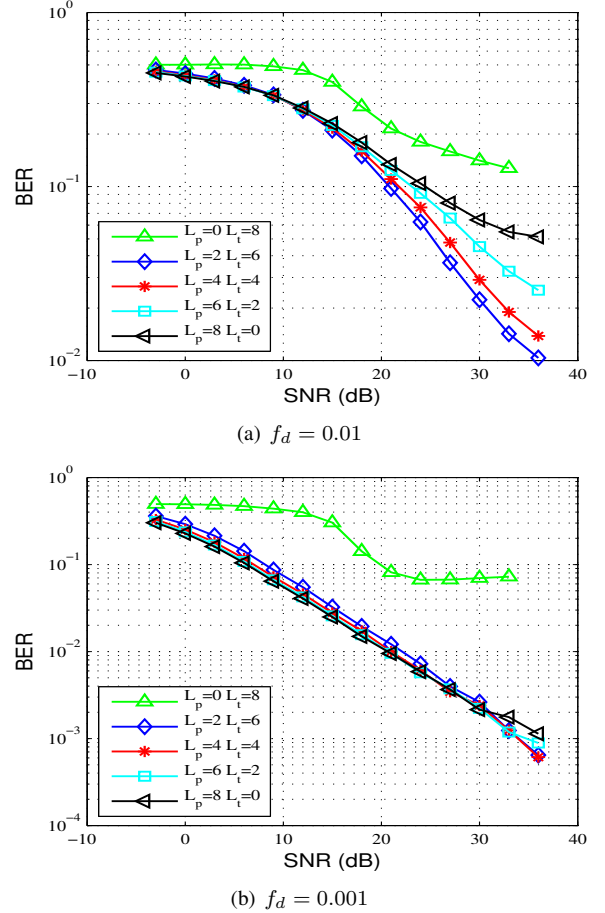 10^0
10^-1
10^-2
BER
L_p=0 L_t=8
L_p=2 L_t=6
L_p=4 L_t=4
L_p=6 L_t=2
L_p=8 L_t=0
−10 0 10 20 30 40
SNR (dB)
(a) f_d = 0.01
10^0
10^-1
10^-2
10^-3
10^-4
BER
L_p=0 L_t=8
L_p=2 L_t=6
L_p=4 L_t=4
L_p=6 L_t=2
L_p=8 L_t=0
−10 0 10 20 30 40
SNR (dB)
(b) f_d = 0.001